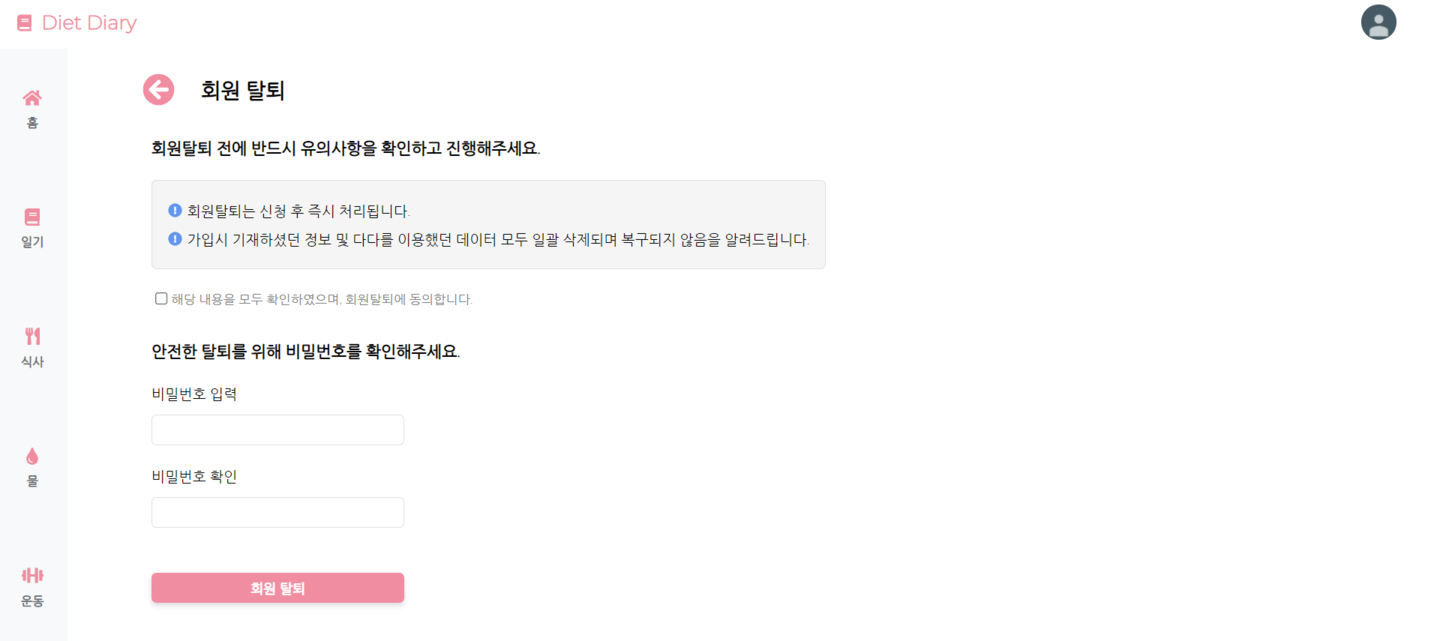 Diet Diary
회원 탈퇴
홈
회원탈퇴 전에 반드시 유의사항을 확인하고 진행해주세요.
회원탈퇴는 신청 후 즉시 처리됩니다.
일기
가입시 기재하셨던 정보 및 다다를 이용했던 데이터 모두 일괄 삭제되며 복구되지 않음을 알려드립니다.
해당 내용을 모두 확인하였으며, 회원탈퇴에 동의합니다.
식사
안전한 탈퇴를 위해 비밀번호를 확인해주세요.
비밀번호 입력
물
비밀번호 확인
운동
회원 탈퇴